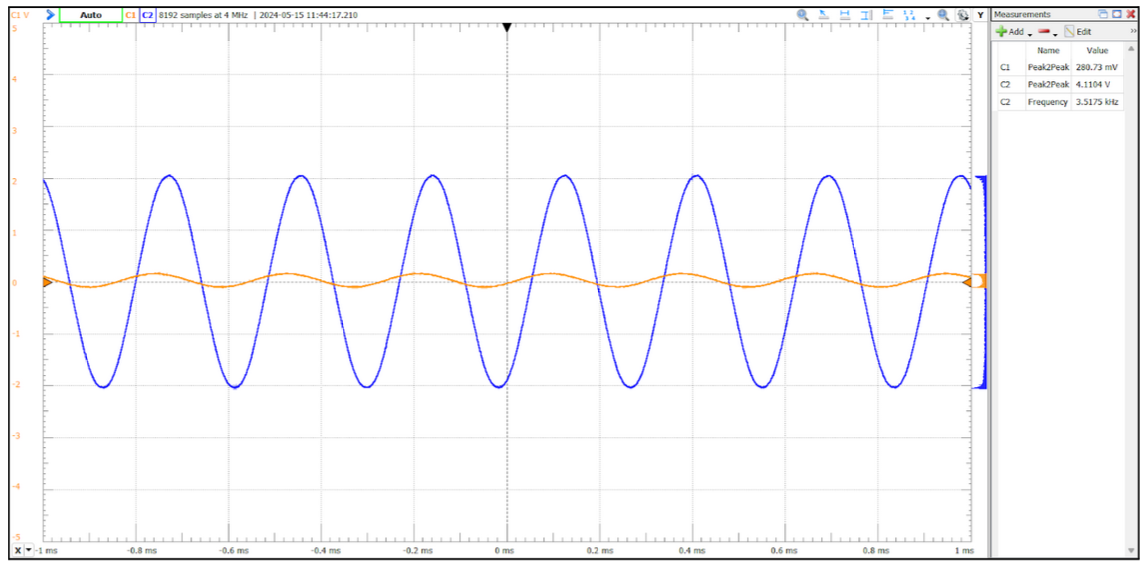 C1 V Auto C1 C2 8192 samples at 4 MHz | 2024-05-15 11:44:17.210 Y
Measurements
Add Edit »
Name Value
C1 Peak2Peak 280.73 mV
C2 Peak2Peak 4.1104 V
C2 Frequency 3.5175 kHz
5
4
3
2
1
0
-1
-2
-3
-4
-5
X -1 ms -0.8 ms -0.6 ms -0.4 ms -0.2 ms 0 ms 0.2 ms 0.4 ms 0.6 ms 0.8 ms 1 ms